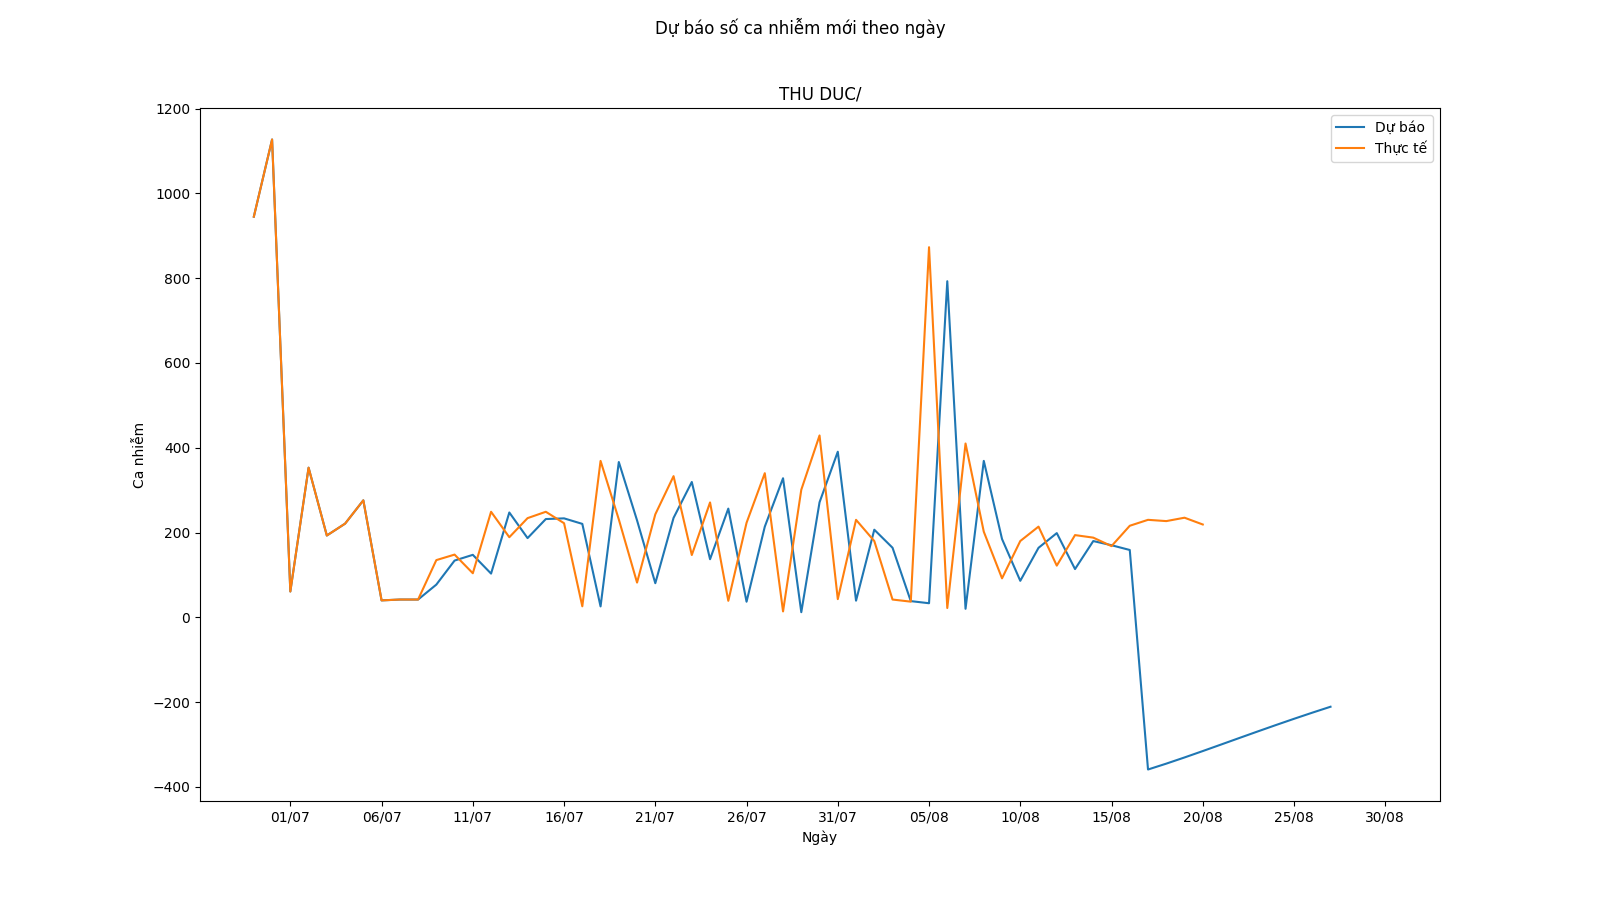 Dự báo số ca nhiễm mới theo ngày
THU DUC/
1200
1000
800
600
400
200
0
−200
−400
Ca nhiễm
Dự báo
Thực tế
01/07 06/07 11/07 16/07 21/07 26/07 31/07 05/08 10/08 15/08 20/08 25/08 30/08
Ngày